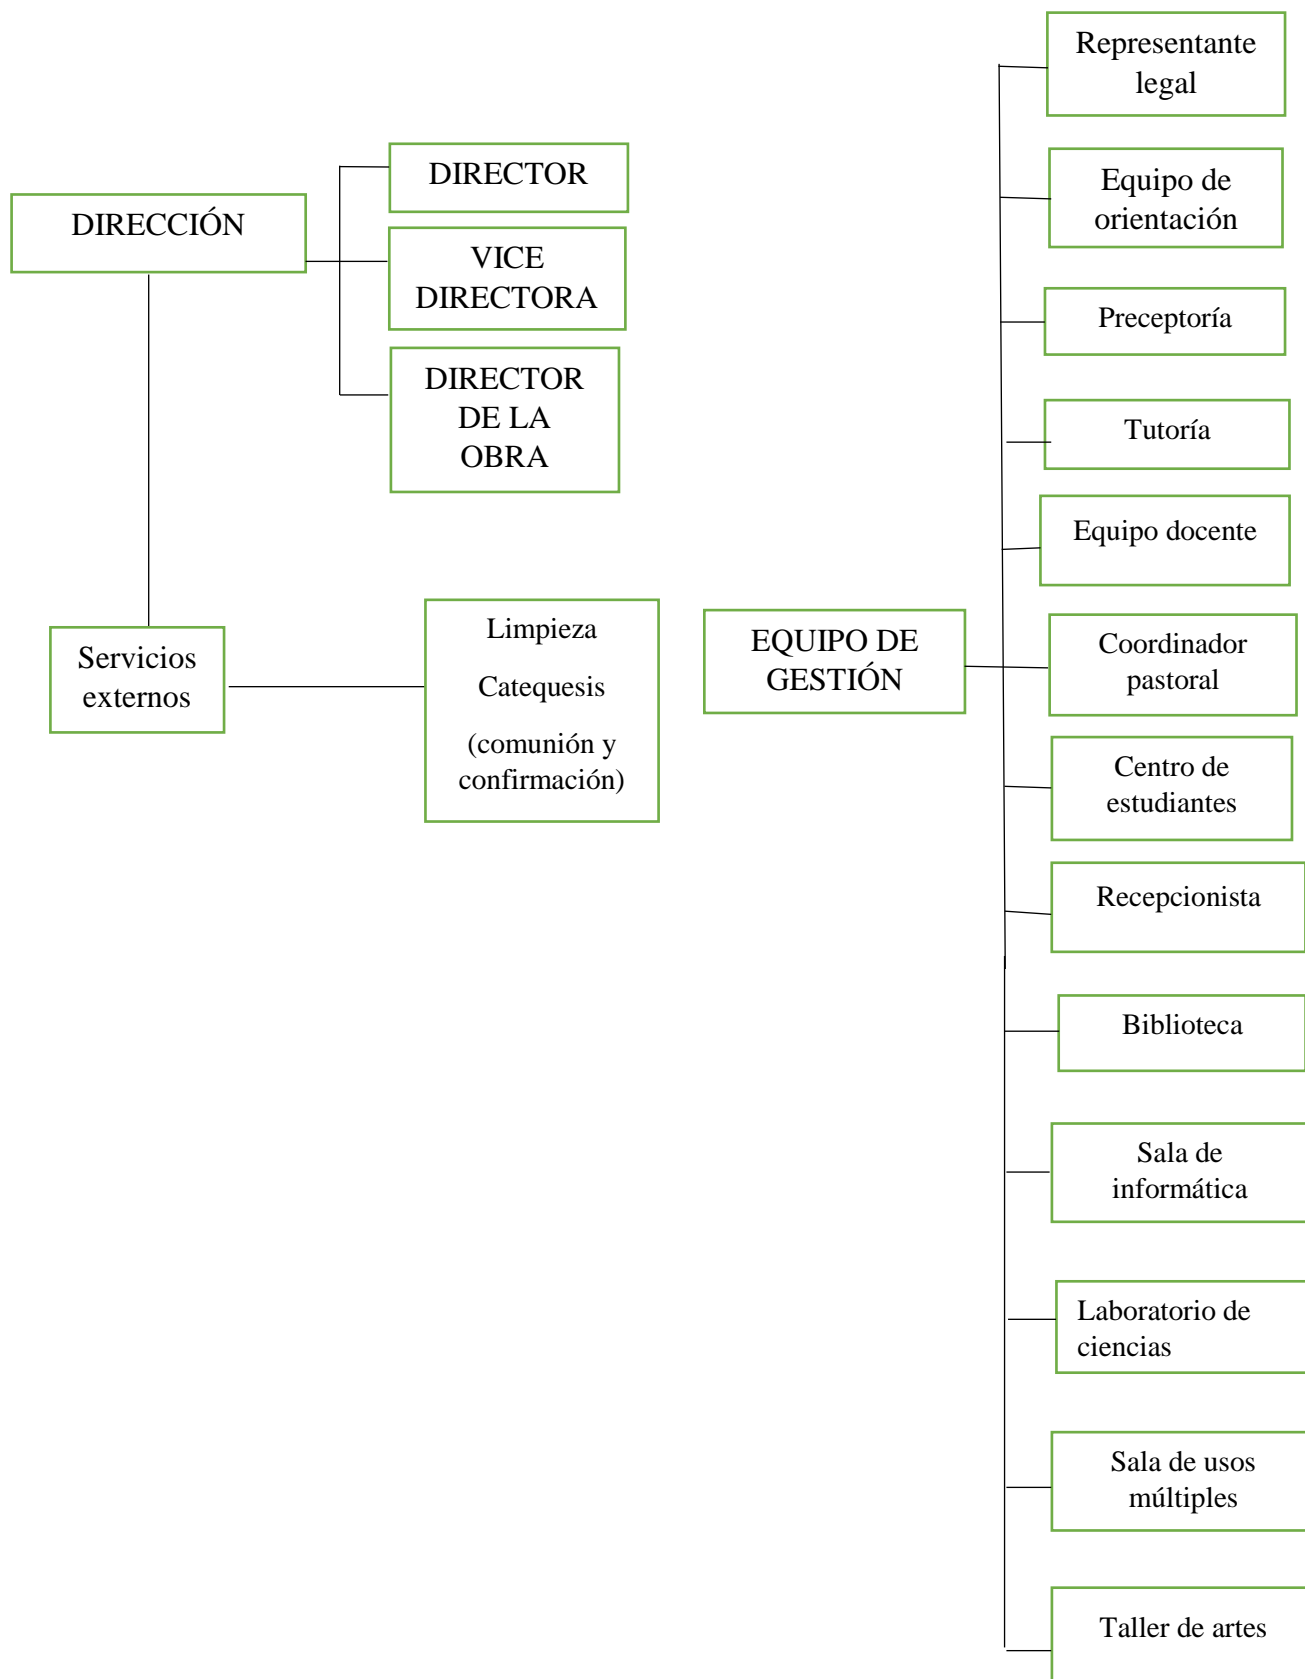 DIRECCIÓN
DIRECTOR
VICE
DIRECTORA
DIRECTOR
DE LA
OBRA
Servicios
externos
Limpieza
Catequesis
(comunión y
confirmación)
EQUIPO DE
GESTIÓN
Representante
legal
Equipo de
orientación
Preceptoría
Tutoría
Equipo docente
Coordinador
pastoral
Centro de
estudiantes
Recepcionista
Biblioteca
Sala de
informática
Laboratorio de
ciencias
Sala de usos
múltiples
Taller de artes